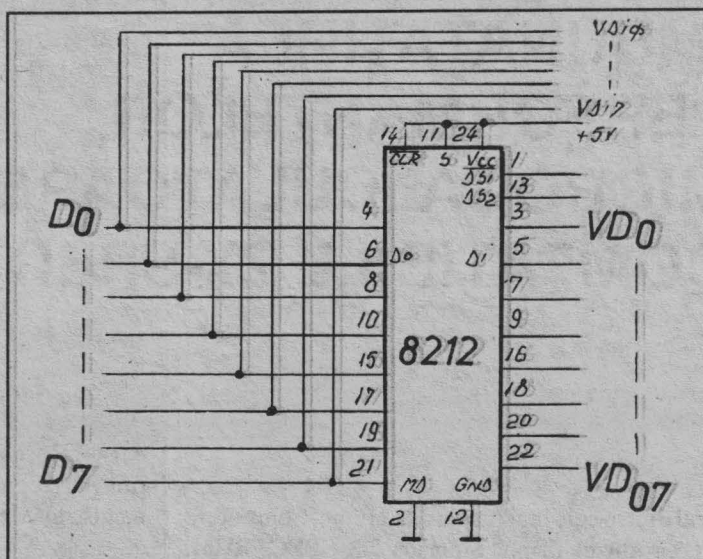 VDiφ
VDi7
+5v
14 11 24
CLR S Vcc
1
DS1
13
DS2
4 3
D0 VD0
6 5
Do Di
8 7
10 9
8212
15 16
17 18
19 20
21 22
D7 VD07
MD GND
2 12